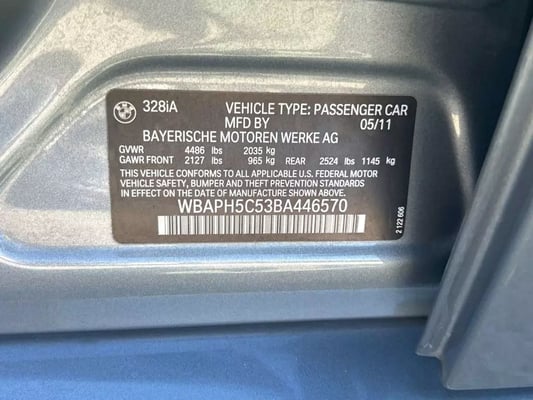 BMW
328iA VEHICLE TYPE: PASSENGER CAR
MFD BY 05/11
BAYERISCHE MOTOREN WERKE AG
GVWR 4486 lbs 2035 kg
GAWR FRONT 2127 lbs 965 kg REAR 2524 lbs 1145 kg
THIS CONFORMS TO ALL APPLICABLE U.S. FEDERAL MOTOR
VEHICLE SAFETY, BUMPER, AND THEFT PREVENTION STANDARDS
IN EFFECT ON THE DATE OF MANUFACTURE SHOWN ABOVE.
WBAPH5C53BA446570
2 122 606